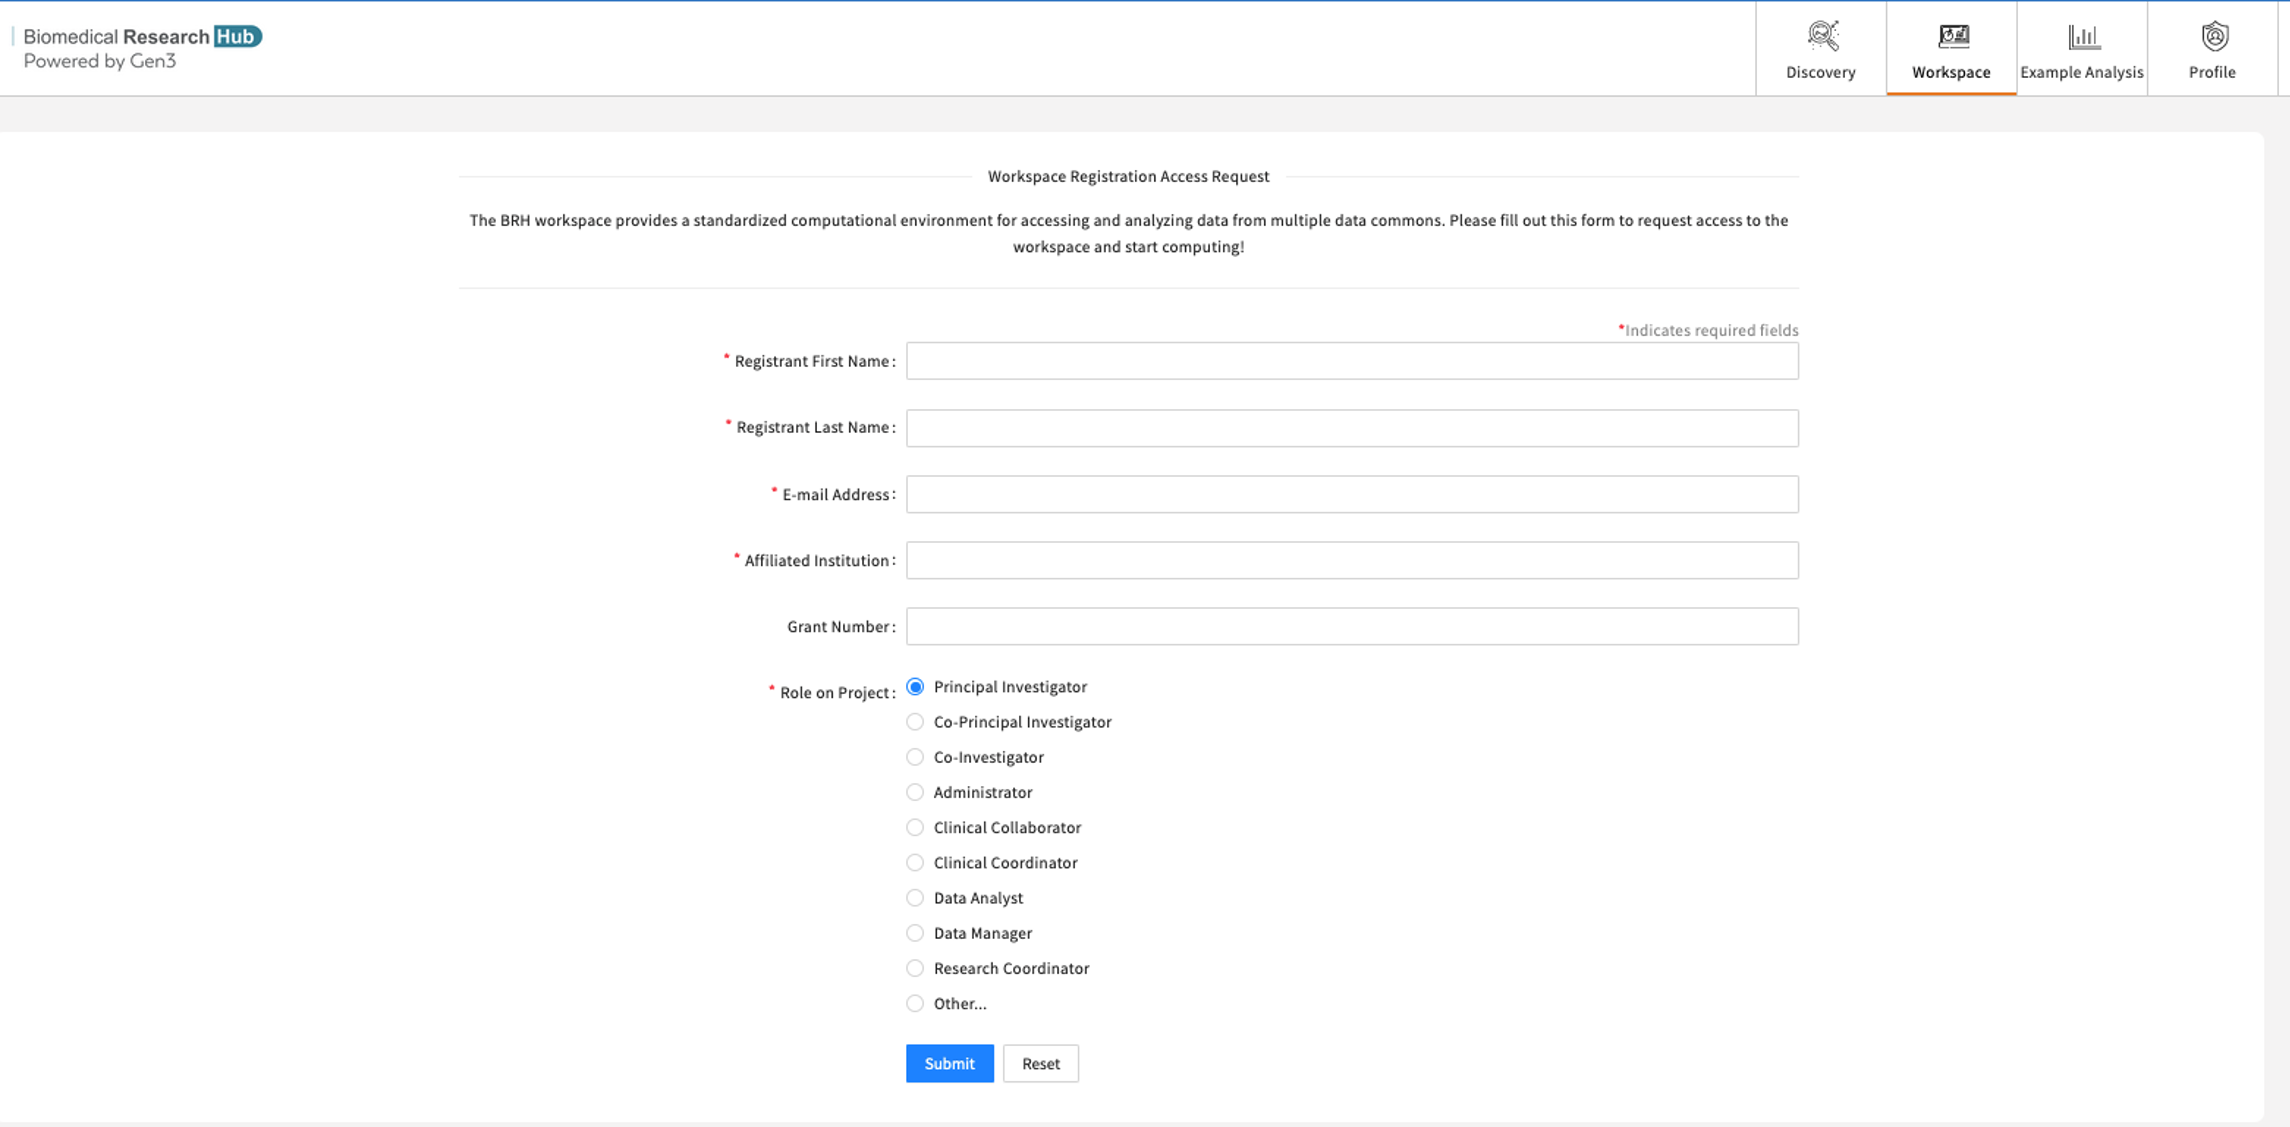 Biomedical Research Hub
Powered by Gen3
Discovery
Workspace
Example Analysis
Profile
Workspace Registration Access Request
The BRH workspace provides a standardized computational environment for accessing and analyzing data from multiple data commons. Please fill out this form to request access to the
workspace and start computing!
*Indicates required fields
* Registrant First Name:
* Registrant Last Name:
* E-mail Address:
* Affiliated Institution:
Grant Number:
* Role on Project:
Principal Investigator
Co-Principal Investigator
Co-Investigator
Administrator
Clinical Collaborator
Clinical Coordinator
Data Analyst
Data Manager
Research Coordinator
Other...
Submit
Reset